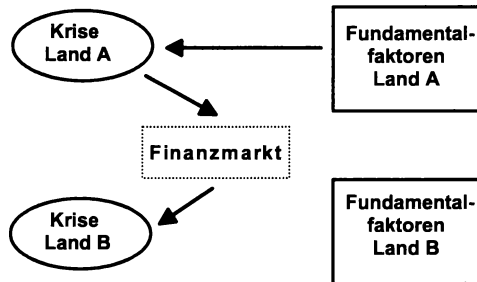 Krise
Land A
Fundamental-
faktoren
Land A
Finanzmarkt
Krise
Land B
Fundamental-
faktoren
Land B